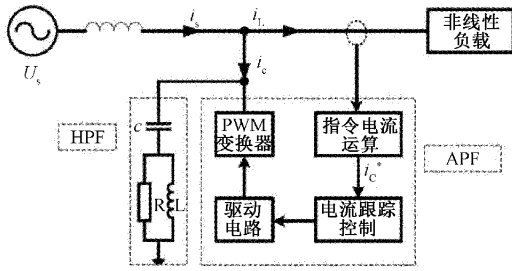 i_s
i_L
非线性
负载
U_s
i_c
HPF
c
R
L
PWM
变换器
指令电流
运算
i_C*
驱动
电路
电流跟踪
控制
APF